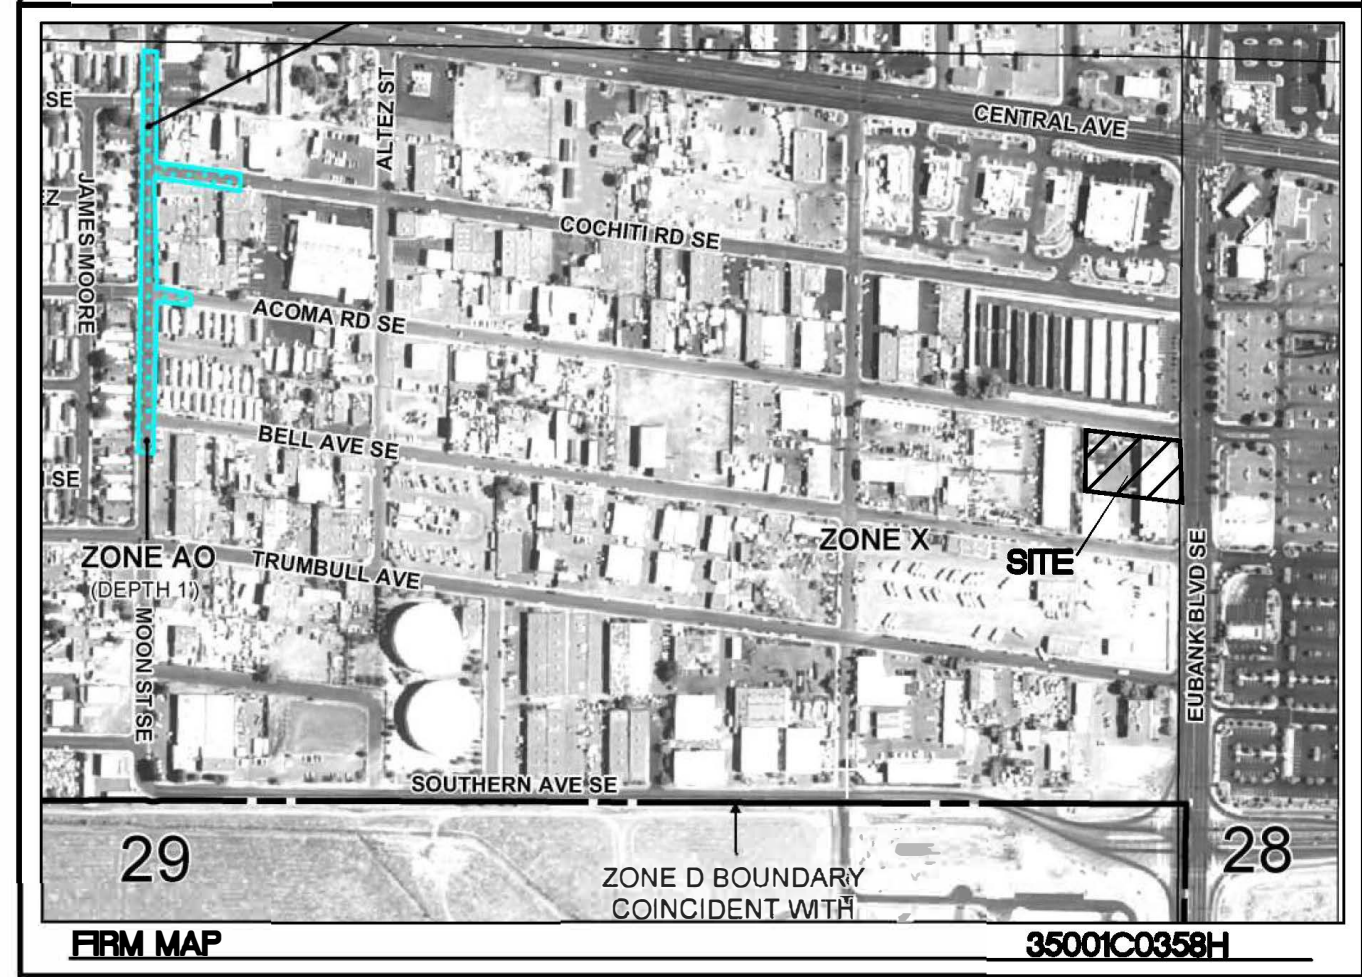 SE
ALTEZ ST
CENTRAL AVE
EZ
JAMES MOORE
COCHITI RD SE
ACOMA RD SE
BELL AVE SE
SE
ZONE X
SITE
ZONE AO
(DEPTH 1')
TRUMBULL AVE
MOON ST SE
EUBANK BLVD SE
SOUTHERN AVE SE
29
28
ZONE D BOUNDARY
COINCIDENT WITH
FIRM MAP
35001C0358H